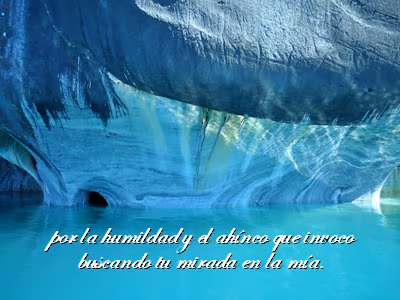 por la humildad y el ahínco que invoco
buscando tu mirada en la mía.